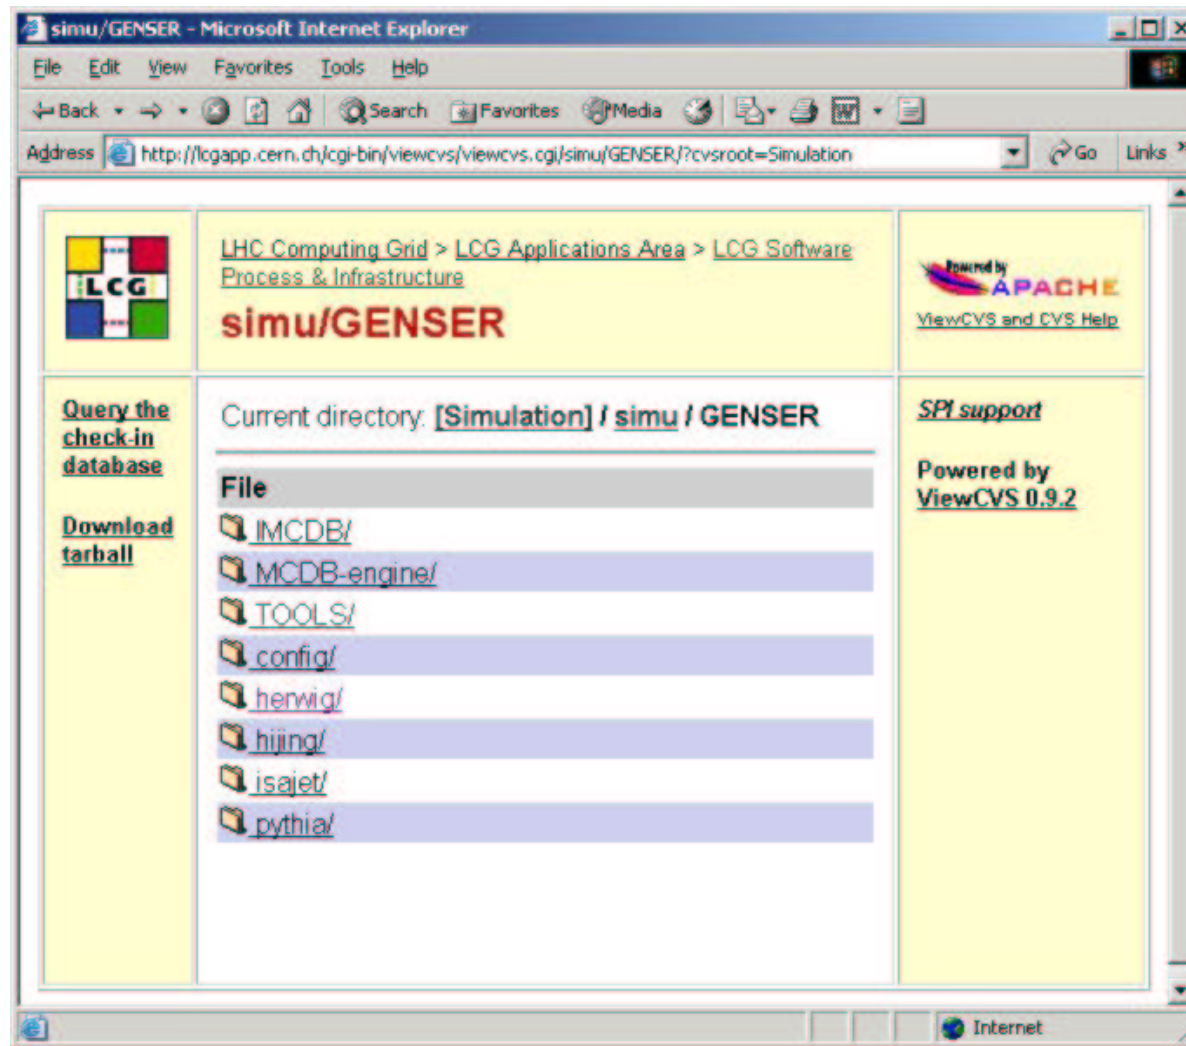 simu/GENSER - Microsoft Internet Explorer
File Edit View Favorites Tools Help
Back Search Favorites Media
Address http://lcgapp.cern.ch/cgi-bin/viewcvs/viewcvs.cgi/simu/GENSER/?cvsroot=Simulation Go Links »
LCG
LHC Computing Grid > LCG Applications Area > LCG Software
Process & Infrastructure
simu/GENSER
Powered by
APACHE
ViewCVS and CVS Help
Query the
check-in
database
Download
tarball
Current directory: [Simulation] / simu / GENSER
File
IMCDB/
MCDB-engine/
TOOLS/
config/
herwig/
hijing/
isajet/
pythia/
SPI support
Powered by
ViewCVS 0.9.2
Internet